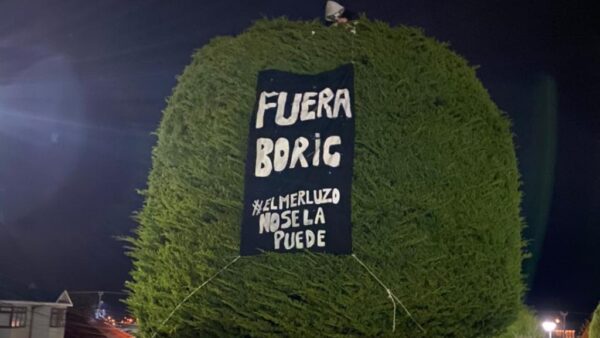 FUERA
BORIC
#ELMERLUZO
NOSELA
PUEDE